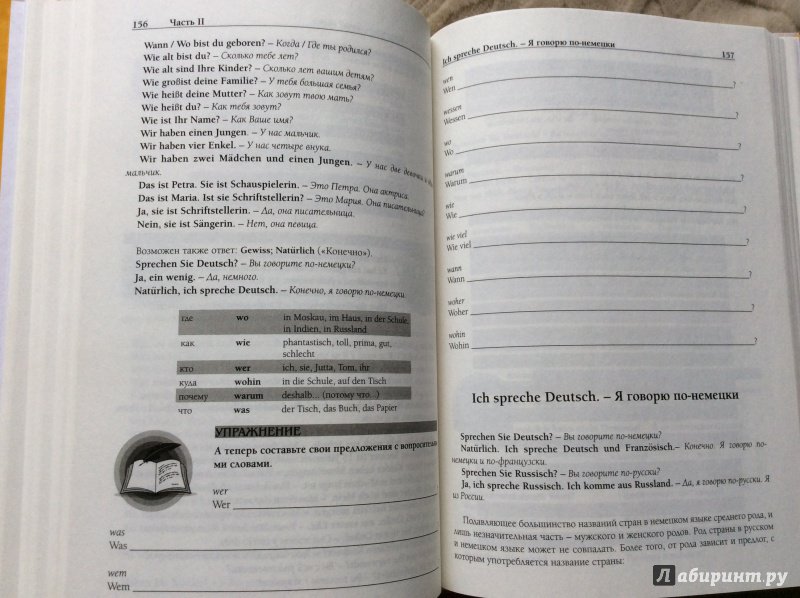 156 Часть II
Wann / Wo bist du geboren? – Когда / Где ты родился?
Wie alt bist du? – Сколько тебе лет?
Wie alt sind Ihre Kinder? – Сколько лет вашим детям?
Wie großist deine Familie? – У тебя большая семья?
Wie heißt deine Mutter? – Как зовут твою мать?
Wie heißt du? – Как тебя зовут?
Wie ist Ihr Name? – Как Ваше имя?
Wir haben einen Jungen. – У нас мальчик.
Wir haben vier Enkel. – У нас четыре внука.
Wir haben zwei Mädchen und einen Jungen. – У нас две девочки и
мальчик.
Das ist Petra. Sie ist Schauspielerin. – Это Петра. Она актриса.
Das ist Maria. Ist sie Schriftstellerin? – Это Мария. Она писательница?
Ja, sie ist Schriftstellerin. – Да, она писательница.
Nein, sie ist Sängerin. – Нет, она певица.
Возможен также ответ: Gewiss; Natürlich («Конечно»).
Sprechen Sie Deutsch? – Вы говорите по-немецки?
Ja, ein wenig. – Да, немного.
Natürlich, ich spreche Deutsch. – Конечно, я говорю по-немецки.
где wo in Moskau, im Haus, in der Schule,
in Indien, in Russland
как wie phantastisch, toll, prima, gut,
schlecht
кто wer ich, sie, Jutta, Tom, ihr
куда wohin in die Schule, auf den Tisch
почему warum deshalb... (потому что...)
что was der Tisch, das Buch, das Papier
УПРАЖНЕНИЕ
А теперь составьте свои предложения с вопросительны-
ми словами.
wer
Wer
was
Was
wem
Wem
Ich spreche Deutsch. – Я говорю по-немецки 157
wen
Wen ?
wessen
Wessen ?
wo
Wo ?
warum
Warum ?
wie
Wie ?
wie viel
Wie viel ?
wann
Wann ?
woher
Woher ?
wohin
Wohin ?
Ich spreche Deutsch. – Я говорю по-немецки
Sprechen Sie Deutsch? – Вы говорите по-немецки?
Natürlich. Ich spreche Deutsch und Französisch.– Конечно. Я говорю по-
немецки и по-французски.
Sprechen Sie Russisch? – Вы говорите по-русски?
Ja, ich spreche Russisch. Ich komme aus Russland. – Да, я говорю по-русски. Я
из России.
Подавляющее большинство названий стран в немецком языке среднего рода, и
лишь незначительная часть – мужского и женского родов. Род страны в русском
и немецком языке может не совпадать. Более того, от рода зависит и предлог, с
которым употребляется название страны:
Лабиринт.ру